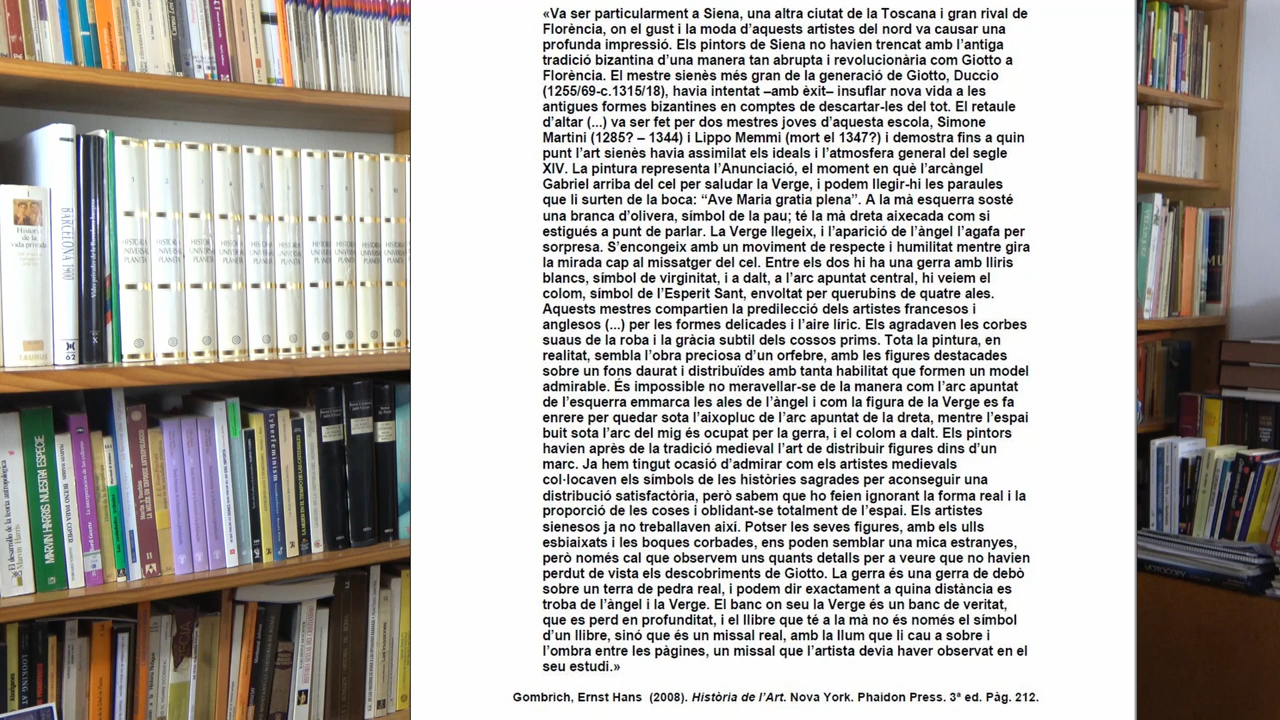 «Va ser particularment a Siena, una altra ciutat de la Toscana i gran rival de
Florència, on el gust i la moda d’aquests artistes del nord va causar una
profunda impressió. Els pintors de Siena no havien trencat amb l’antiga
tradició bizantina d’una manera tan abrupta i revolucionària com Giotto a
Florència. El mestre sienès més gran de la generació de Giotto, Duccio
(1255/69-c.1315/18), havia intentat –amb èxit– insuflar nova vida a les
antigues formes bizantines en comptes de descartar-les del tot. El retaule
d’altar (...) va ser fet per dos mestres joves d’aquesta escola, Simone
Martini (1285? – 1344) i Lippo Memmi (mort el 1347?) i demostra fins a quin
punt l’art sienès havia assimilat els ideals i l’atmosfera general del segle
XIV. La pintura representa l’Anunciació, el moment en què l’arcàngel
Gabriel arriba del cel per saludar la Verge, i podem llegir-hi les paraules
que li surten de la boca: “Ave Maria gratia plena”. A la mà esquerra sosté
una branca d’olivera, símbol de la pau; té la mà dreta aixecada com si
estigués a punt de parlar. La Verge llegeix, i l’aparició de l’àngel l’agafa per
sorpresa. S’encongeix amb un moviment de respecte i humilitat mentre gira
la mirada cap al missatger del cel. Entre els dos hi ha una gerra amb lliris
blancs, símbol de virginitat, i a dalt, a l’arc apuntat central, hi veiem el
colom, símbol de l’Esperit Sant, envoltat per querubins de quatre ales.
Aquests mestres compartien la predilecció dels artistes francesos i
anglesos (...) per les formes delicades i l’aire líric. Els agradaven les corbes
suaus de la roba i la gràcia subtil dels cossos prims. Tota la pintura, en
realitat, sembla l’obra preciosa d’un orfebre, amb les figures destacades
sobre un fons daurat i distribuïdes amb tanta habilitat que formen un model
admirable. És impossible no meravellar-se de la manera com l’arc apuntat
de l’esquerra emmarca les ales de l’àngel i com la figura de la Verge es fa
enrere per quedar sota l’aixopluc de l’arc apuntat de la dreta, mentre l’espai
buit sota l’arc del mig és ocupat per la gerra, i el colom a dalt. Els pintors
havien après de la tradició medieval l’art de distribuir figures dins d’un
marc. Ja hem tingut ocasió d’admirar com els artistes medievals
col·locaven els símbols de les històries sagrades per aconseguir una
distribució satisfactòria, però sabem que ho feien ignorant la forma real i la
proporció de les coses i oblidant-se totalment de l’espai. Els artistes
sienesos ja no treballaven així. Potser les seves figures, amb els ulls
esbiaixats i les boques corbades, ens poden semblar una mica estranyes,
però només cal que observem uns quants detalls per a veure que no havien
perdut de vista els descobriments de Giotto. La gerra és una gerra de debò
sobre un terra de pedra real, i podem dir exactament a quina distància es
troba de l’àngel i la Verge. El banc on seu la Verge és un banc de veritat,
que es perd en profunditat, i el llibre que té a la mà no és només el símbol
d’un llibre, sinó que és un missal real, amb la llum que li cau a sobre i
l’ombra entre les pàgines, un missal que l’artista devia haver observat en el
seu estudi.»
Gombrich, Ernst Hans (2008). Història de l’Art. Nova York. Phaidon Press. 3ª ed. Pàg. 212.
Historia
de la
vida privada
TAURUS
BARCELONA 1900
62
MARVIN HARRIS NUESTRA ESPECIE
El desarrollo de la teoría antropológica
Marvin Harris
Cyberfeminism
LOOKING AT
VOTOCOPY